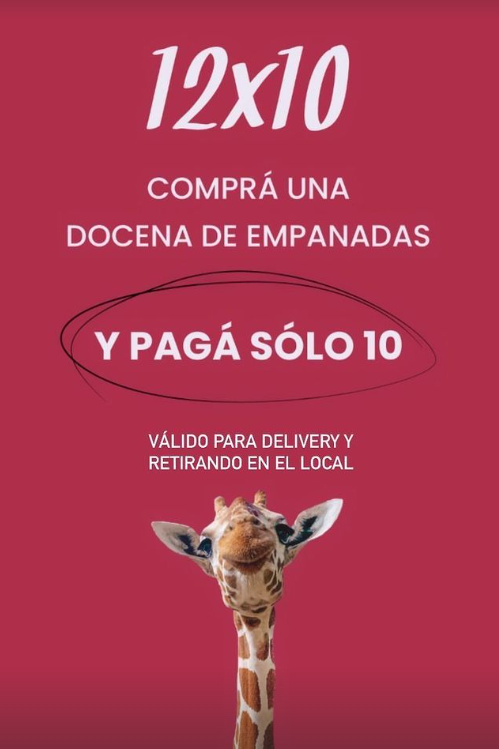 12x10
COMPRÁ UNA
DOCENA DE EMPANADAS
Y PAGÁ SÓLO 10
VÁLIDO PARA DELIVERY Y
RETIRANDO EN EL LOCAL